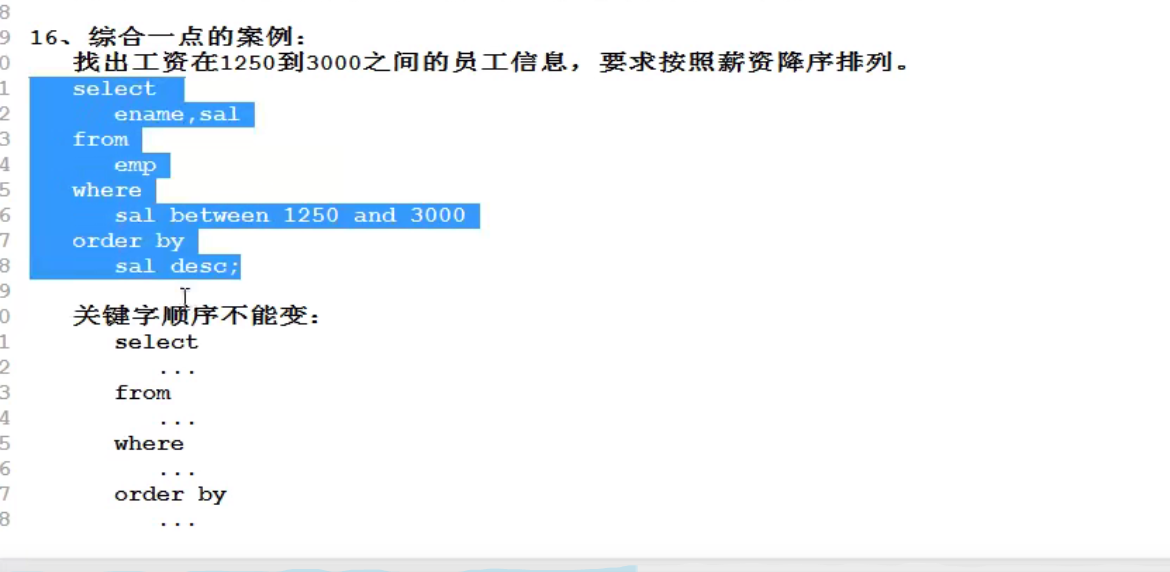 8
9 16、综合一点的案例：
0 找出工资在1250到3000之间的员工信息，要求按照薪资降序排列。
1 select
2 ename,sal
3 from
4 emp
5 where
6 sal between 1250 and 3000
7 order by
8 sal desc;
9
0 关键字顺序不能变：
1 select
2 ...
3 from
4 ...
5 where
6 ...
7 order by
8 ...